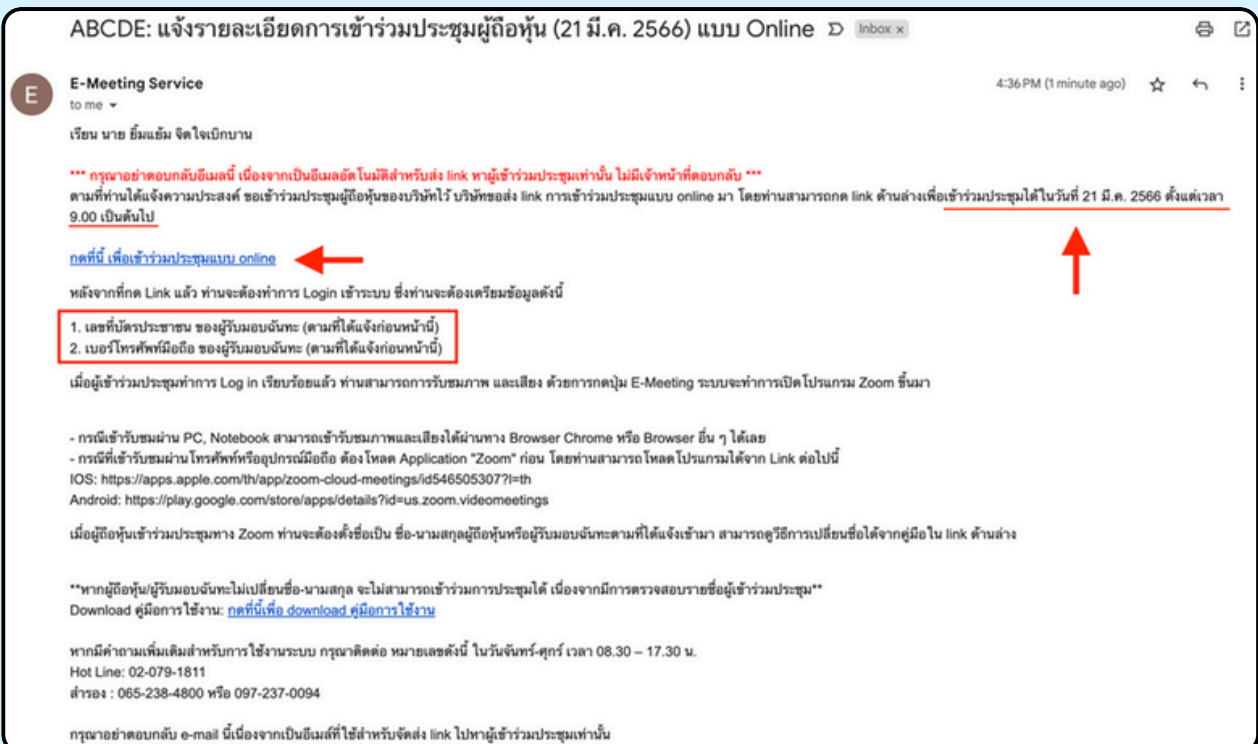 ABCDE: แจ้งรายละเอียดการเข้าร่วมประชุมผู้ถือหุ้น (21 มี.ค. 2566) แบบ Online Inbox x
E
E-Meeting Service
4:36 PM (1 minute ago)
to me
เรียน นาย ยิ้มแย้ม จิตใจเบิกบาน
*** กรุณาอย่าตอบกลับอีเมลนี้ เนื่องจากเป็นอีเมลอัตโนมัติสำหรับส่ง link หาผู้เข้าร่วมประชุมเท่านั้น ไม่มีเจ้าหน้าที่ตอบกลับ ***
ตามที่ท่านได้แจ้งความประสงค์ ขอเข้าร่วมประชุมผู้ถือหุ้นของบริษัทไว้ บริษัทขอส่ง link การเข้าร่วมประชุมแบบ online มา โดยท่านสามารถกด link ด้านล่างเพื่อเข้าร่วมประชุมได้ในวันที่ 21 มี.ค. 2566 ตั้งแต่เวลา
9.00 เป็นต้นไป
กดที่นี้ เพื่อเข้าร่วมประชุมแบบ online
หลังจากที่กด Link แล้ว ท่านจะต้องทำการ Login เข้าระบบ ซึ่งท่านจะต้องเตรียมข้อมูลดังนี้
1. เลขที่บัตรประชาชน ของผู้รับมอบฉันทะ (ตามที่ได้แจ้งก่อนหน้านี้)
2. เบอร์โทรศัพท์มือถือ ของผู้รับมอบฉันทะ (ตามที่ได้แจ้งก่อนหน้านี้)
เมื่อผู้เข้าร่วมประชุมทำการ Log in เรียบร้อยแล้ว ท่านสามารถการรับชมภาพ และเสียง ด้วยการกดปุ่ม E-Meeting ระบบจะทำการเปิดโปรแกรม Zoom ขึ้นมา
- กรณีเข้ารับชมผ่าน PC, Notebook สามารถเข้ารับชมภาพและเสียงได้ผ่านทาง Browser Chrome หรือ Browser อื่น ๆ ได้เลย
- กรณีที่เข้ารับชมผ่านโทรศัพท์หรืออุปกรณ์มือถือ ต้องโหลด Application "Zoom" ก่อน โดยท่านสามารถโหลดโปรแกรมได้จาก Link ต่อไปนี้
IOS: https://apps.apple.com/th/app/zoom-cloud-meetings/id546505307?l=th
Android: https://play.google.com/store/apps/details?id=us.zoom.videomeetings
เมื่อผู้ถือหุ้นเข้าร่วมประชุมทาง Zoom ท่านจะต้องตั้งชื่อเป็น ชื่อ-นามสกุลผู้ถือหุ้นหรือผู้รับมอบฉันทะตามที่ได้แจ้งเข้ามา สามารถดูวิธีการเปลี่ยนชื่อได้จากคู่มือใน link ด้านล่าง
**หากผู้ถือหุ้น/ผู้รับมอบฉันทะไม่เปลี่ยนชื่อ-นามสกุล จะไม่สามารถเข้าร่วมการประชุมได้ เนื่องจากมีการตรวจสอบรายชื่อผู้เข้าร่วมประชุม**
Download คู่มือการใช้งาน: กดที่นี้เพื่อ download คู่มือการใช้งาน
หากมีคำถามเพิ่มเติมสำหรับการใช้งานระบบ กรุณาติดต่อ หมายเลขดังนี้ ในวันจันทร์-ศุกร์ เวลา 08.30 – 17.30 น.
Hot Line: 02-079-1811
สำรอง : 065-238-4800 หรือ 097-237-0094
กรุณาอย่าตอบกลับ e-mail นี้เนื่องจากเป็นอีเมล์ที่ใช้สำหรับจัดส่ง link ไปหาผู้เข้าร่วมประชุมเท่านั้น